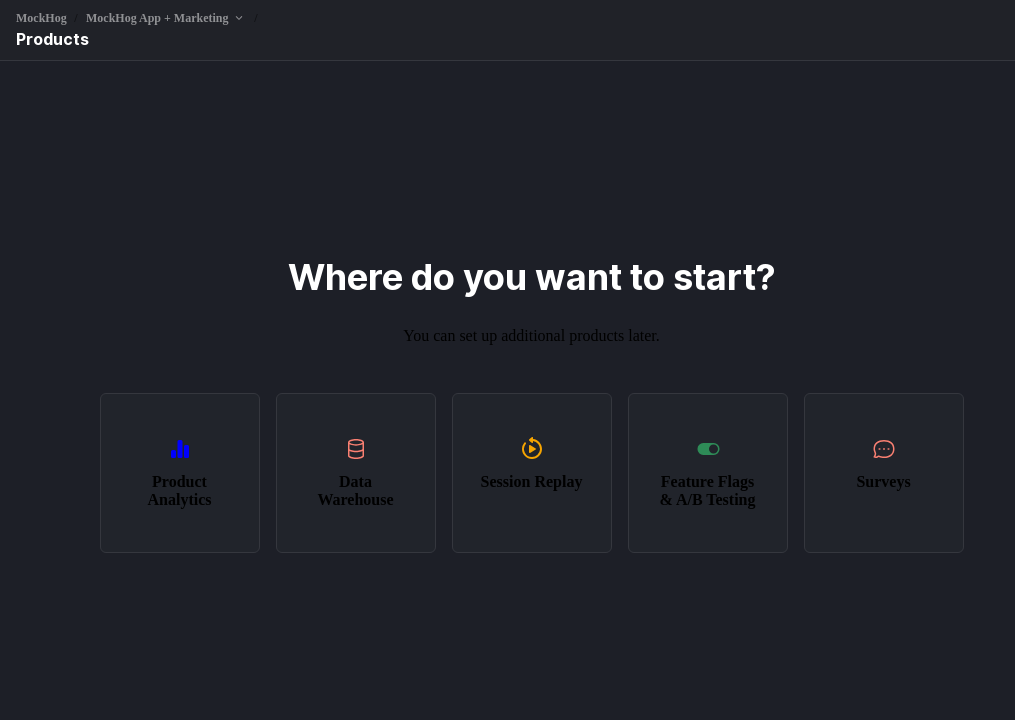 MockHog / MockHog App + Marketing /
Products
Where do you want to start?
You can set up additional products later.
Product
Analytics
Data
Warehouse
Session Replay
Feature Flags
& A/B Testing
Surveys